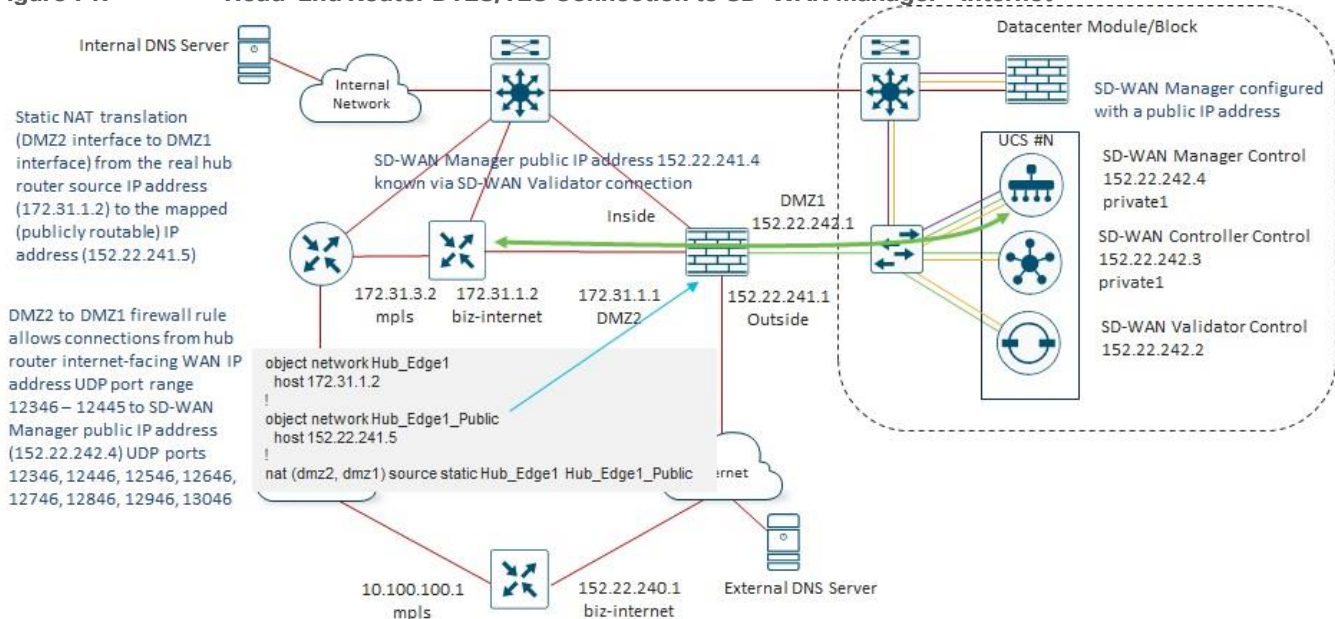 Head-End Router DTLS/TLS Connection to SD-WAN Manager - Internet
Internal DNS Server
Internal
Network
Datacenter Module/Block
SD-WAN Manager configured
with a public IP address
Static NAT translation
(DMZ2 interface to DMZ1
interface) from the real hub
router source IP address
(172.31.1.2) to the mapped
(publicly routable) IP
address (152.22.241.5)
SD-WAN Manager public IP address 152.22.241.4
known via SD-WAN Validator connection
Inside
DMZ1
152.22.242.1
UCS #N
SD-WAN Manager Control
152.22.242.4
private1
SD-WAN Controller Control
152.22.242.3
private1
SD-WAN Validator Control
152.22.242.2
172.31.3.2
mpls
172.31.1.2
biz-internet
172.31.1.1
DMZ2
152.22.241.1
Outside
DMZ2 to DMZ1 firewall rule
allows connections from hub
router internet-facing WAN IP
address UDP port range
12346 – 12445 to SD-WAN
Manager public IP address
(152.22.242.4) UDP ports
12346, 12446, 12546, 12646,
12746, 12846, 12946, 13046
object network Hub_Edge1
host 172.31.1.2
!
object network Hub_Edge1_Public
host 152.22.241.5
!
nat (dmz2, dmz1) source static Hub_Edge1 Hub_Edge1_Public
ernet
10.100.100.1
mpls
152.22.240.1
biz-internet
External DNS Server